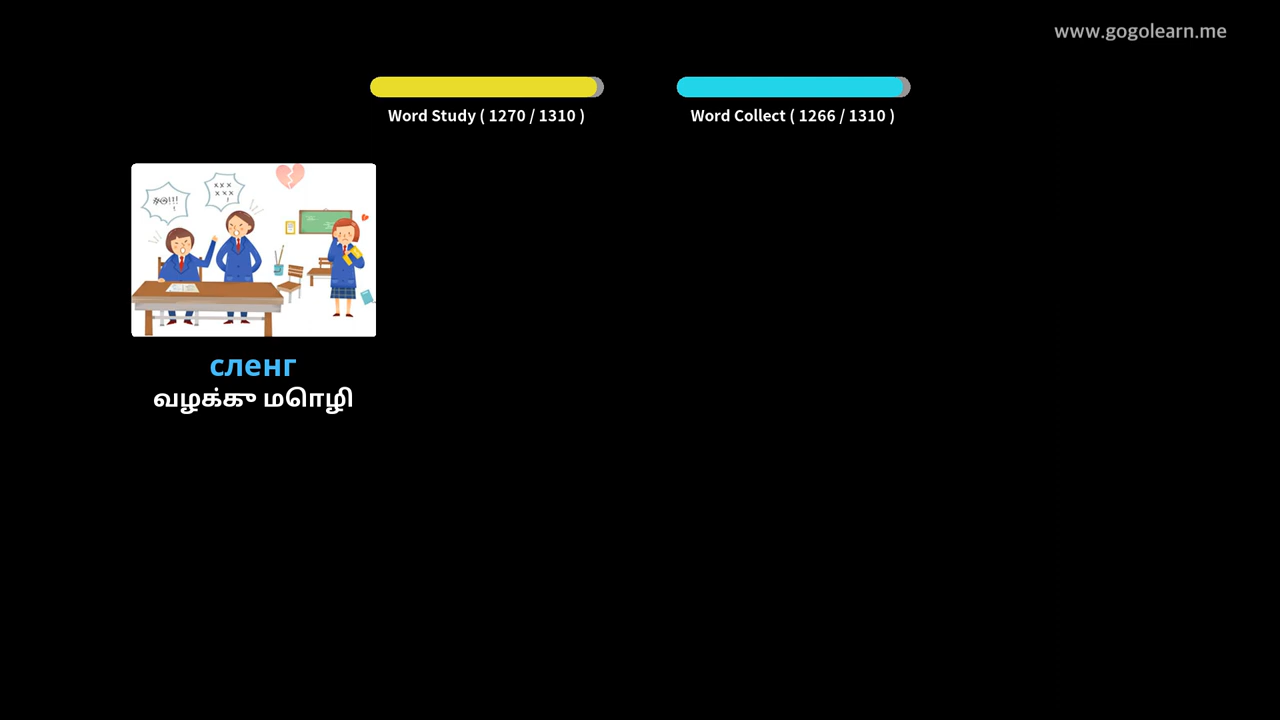 www.gogolearn.me
Word Study ( 1270 / 1310 )
Word Collect ( 1266 / 1310 )
#@!!!
!
X X X
X X X
!
сленг
வழக்கு மொழி